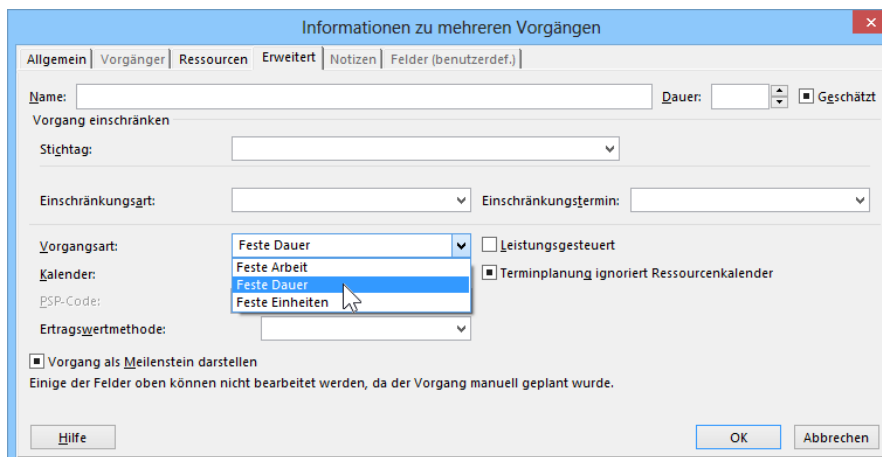 Informationen zu mehreren Vorgängen
Allgemein Vorgänger Ressourcen Erweitert Notizen Felder (benutzerdef.)
Name: Dauer: Geschätzt
Vorgang einschränken
Stichtag:
Einschränkungsart: Einschränkungstermin:
Vorgangsart: Feste Dauer Leistungsgesteuert
Feste Arbeit
Kalender: Feste Dauer Terminplanung ignoriert Ressourcenkalender
PSP-Code: Feste Einheiten
Ertragswertmethode:
Vorgang als Meilenstein darstellen
Einige der Felder oben können nicht bearbeitet werden, da der Vorgang manuell geplant wurde.
Hilfe OK Abbrechen